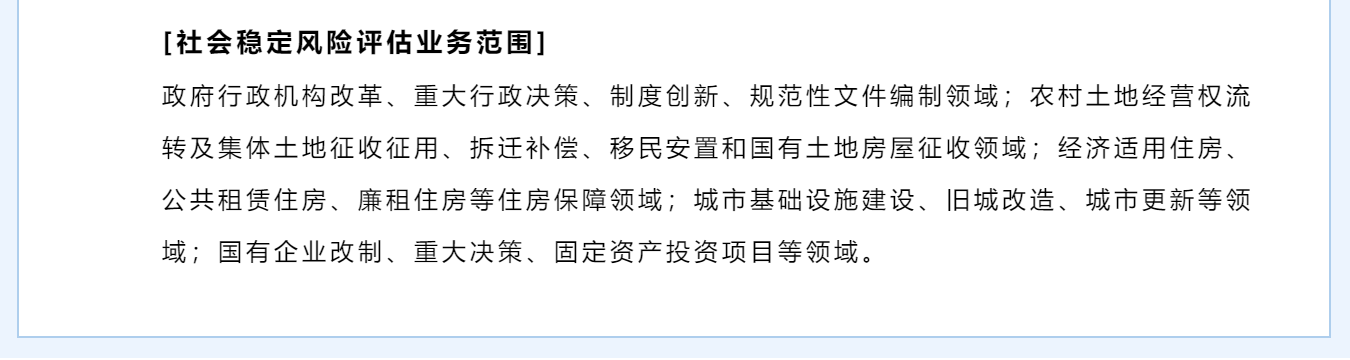 [社会稳定风险评估业务范围]
政府行政机构改革、重大行政决策、制度创新、规范性文件编制领域；农村土地经营权流
转及集体土地征收征用、拆迁补偿、移民安置和国有土地房屋征收领域；经济适用住房、
公共租赁住房、廉租住房等住房保障领域；城市基础设施建设、旧城改造、城市更新等领
域；国有企业改制、重大决策、固定资产投资项目等领域。